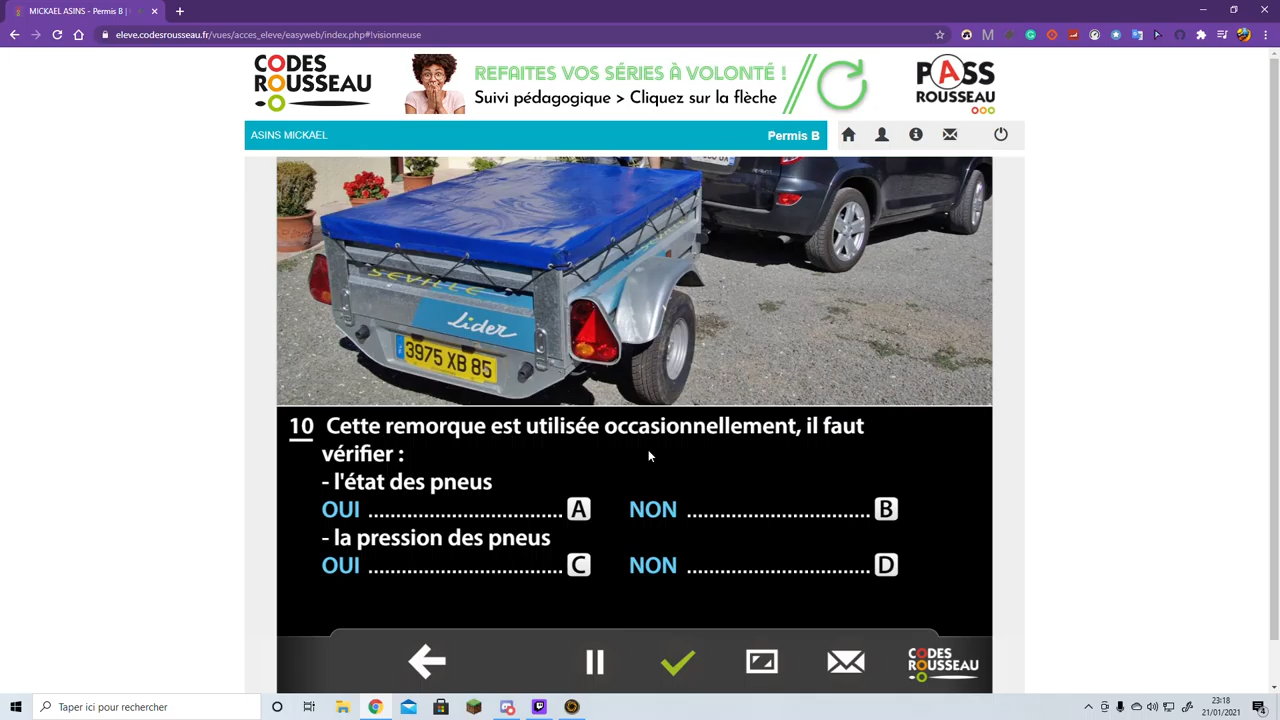 MICKAEL ASINS - Permis B |
eleve.codesrousseau.fr/vues/acces_eleve/easyweb/index.php#!visionneuse
CODES
ROUSSEAU
REFAITES VOS SÉRIES À VOLONTÉ !
Suivi pédagogique > Cliquez sur la flèche
PASS
ROUSSEAU
ASINS MICKAEL
Permis B
SEVILLE
Lider
3975 XB 85
10 Cette remorque est utilisée occasionnellement, il faut
vérifier :
- l'état des pneus
OUI ................................. A NON ................................. B
- la pression des pneus
OUI ................................. C NON ................................. D
CODES
ROUSSEAU
Taper ici pour rechercher
23:18
21/01/2021